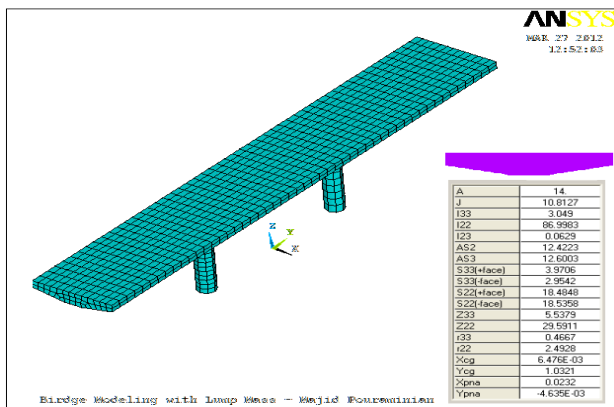 ANSYS
MAR 27 2012
12:52:03
Z
Y
X
A 14.
J 10.8127
I33 3.049
I22 86.9983
I23 0.0629
AS2 12.4223
AS3 12.6003
S33(+face) 3.9706
S33(-face) 2.9542
S22(+face) 18.4848
S22(-face) 18.5358
Z33 5.5379
Z22 29.5911
r33 0.4667
r22 2.4928
Xcg 6.476E-03
Ycg 1.0321
Xpna 0.0232
Ypna -4.635E-03
Birdge Modeling with Lump Mass - Majid Pouraminian